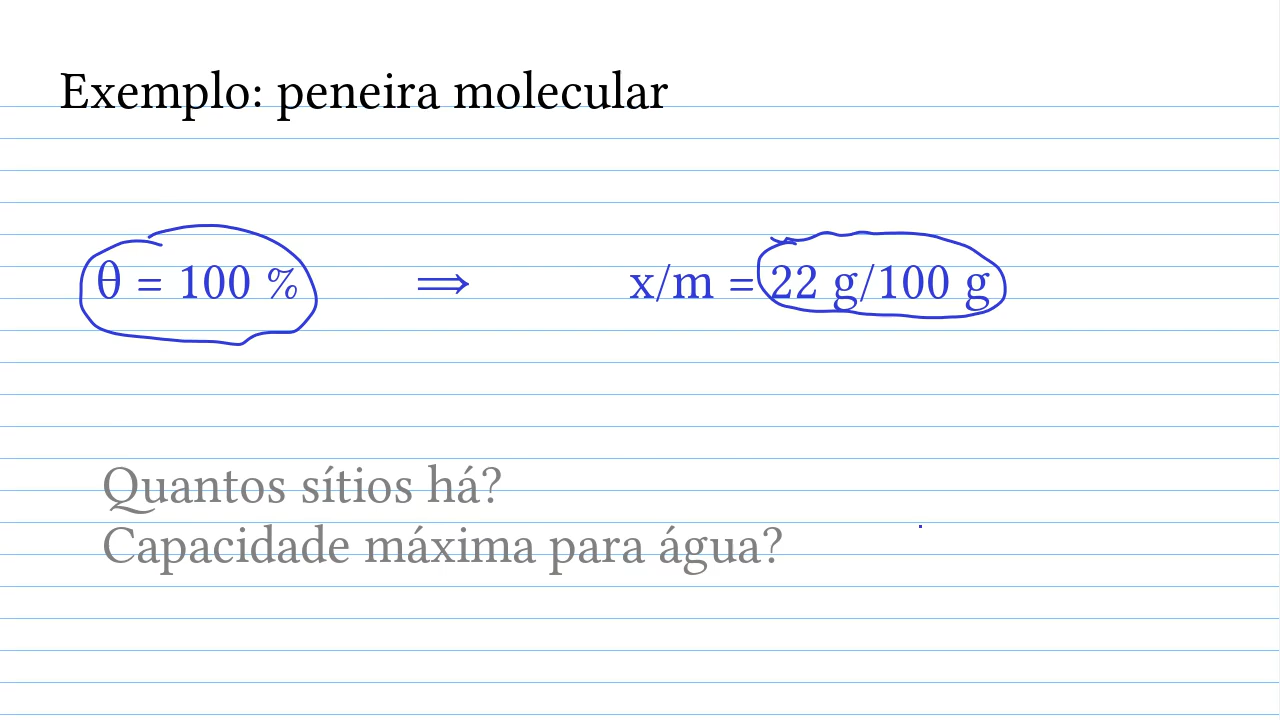 Exemplo: peneira molecular
θ = 100 % ⟹ x/m = 22 g/100 g
Quantos sítios há?
Capacidade máxima para água?